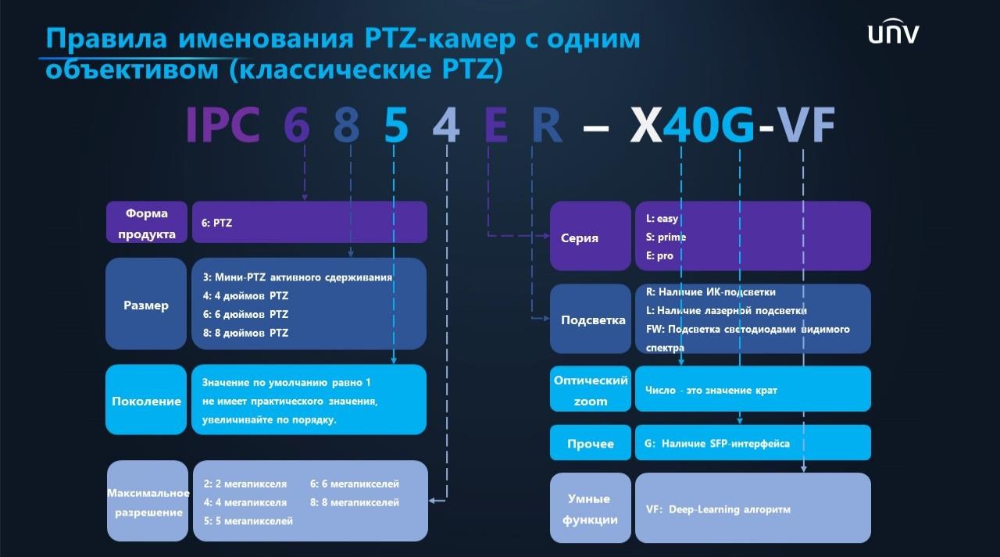 Правила именования PTZ-камер с одним
объективом (классические PTZ)
unv
IPC 6 8 5 4 E R – X40G-VF
Форма
продукта
6: PTZ
Размер
3: Мини-PTZ активного сдерживания
4: 4 дюймов PTZ
6: 6 дюймов PTZ
8: 8 дюймов PTZ
Поколение
Значение по умолчанию равно 1
не имеет практического значения,
увеличивайте по порядку.
Максимальное
разрешение
2: 2 мегапикселя 6: 6 мегапикселей
4: 4 мегапикселя 8: 8 мегапикселей
5: 5 мегапикселей
Серия
L: easy
S: prime
E: pro
Подсветка
R: Наличие ИК-подсветки
L: Наличие лазерной подсветки
FW: Подсветка светодиодами видимого
спектра
Оптический
zoom
Число - это значение крат
Прочее
G: Наличие SFP-интерфейса
Умные
функции
VF: Deep-Learning алгоритм